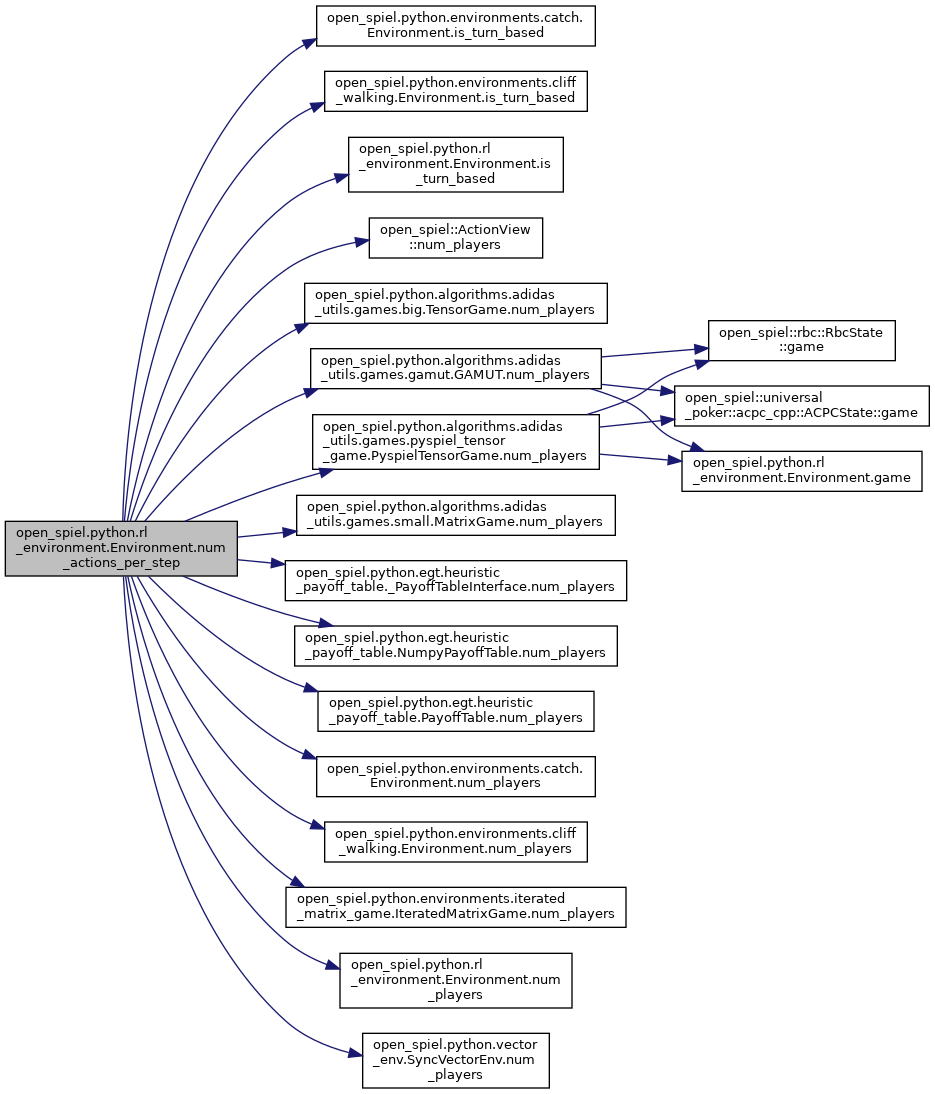 open_spiel.python.environments.catch.
Environment.is_turn_based
open_spiel.python.environments.cliff
_walking.Environment.is_turn_based
open_spiel.python.rl
_environment.Environment.is
_turn_based
open_spiel::ActionView
::num_players
open_spiel.python.algorithms.adidas
_utils.games.big.TensorGame.num_players
open_spiel::rbc::RbcState
::game
open_spiel.python.algorithms.adidas
_utils.games.gamut.GAMUT.num_players
open_spiel::universal
_poker::acpc_cpp::ACPCState::game
open_spiel.python.algorithms.adidas
_utils.games.pyspiel_tensor
_game.PyspielTensorGame.num_players
open_spiel.python.rl
_environment.Environment.game
open_spiel.python.algorithms.adidas
_utils.games.small.MatrixGame.num_players
open_spiel.python.rl
_environment.Environment.num
_actions_per_step
open_spiel.python.egt.heuristic
_payoff_table._PayoffTableInterface.num_players
open_spiel.python.egt.heuristic
_payoff_table.NumpyPayoffTable.num_players
open_spiel.python.egt.heuristic
_payoff_table.PayoffTable.num_players
open_spiel.python.environments.catch.
Environment.num_players
open_spiel.python.environments.cliff
_walking.Environment.num_players
open_spiel.python.environments.iterated
_matrix_game.IteratedMatrixGame.num_players
open_spiel.python.rl
_environment.Environment.num
_players
open_spiel.python.vector
_env.SyncVectorEnv.num
_players